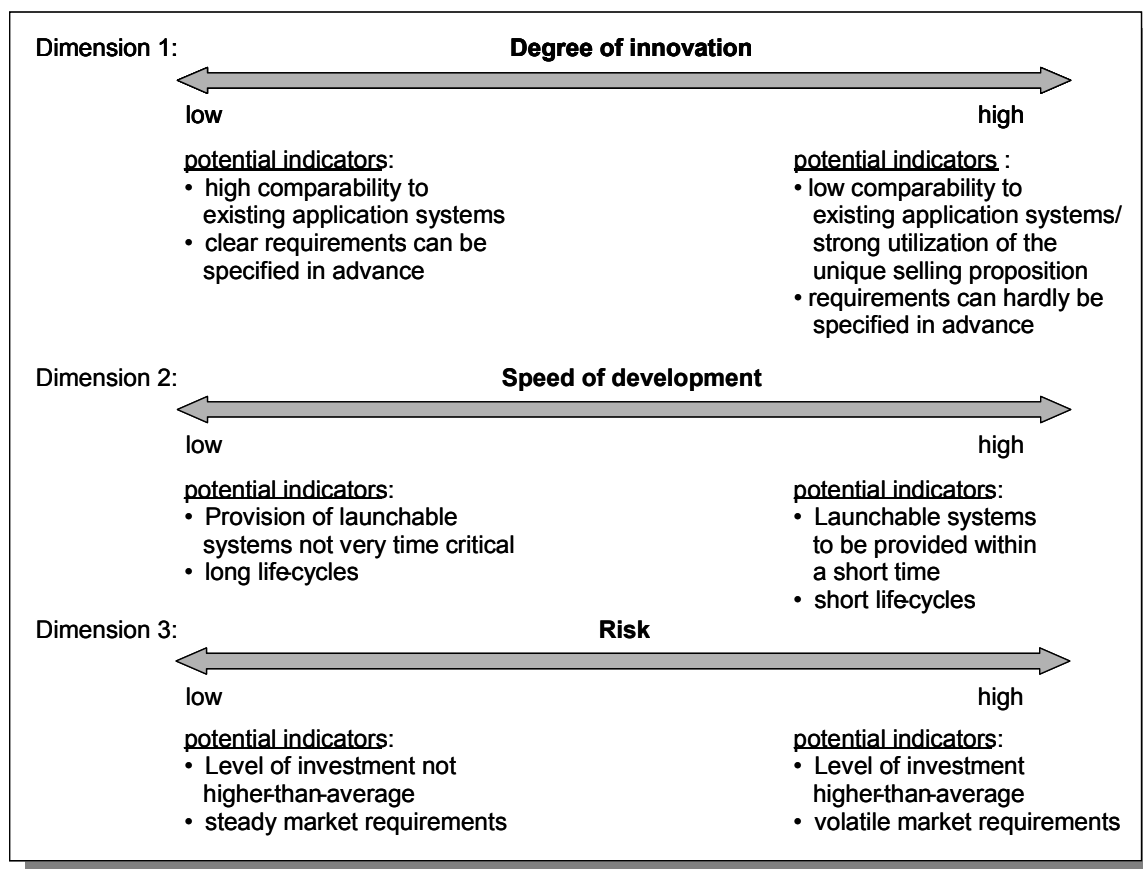 Dimension 1: Degree of innovation
low high
potential indicators:
• high comparability to
existing application systems
• clear requirements can be
specified in advance
potential indicators :
• low comparability to
existing application systems/
strong utilization of the
unique selling proposition
• requirements can hardly be
specified in advance
Dimension 2: Speed of development
low high
potential indicators:
• Provision of launchable
systems not very time critical
• long life-cycles
potential indicators:
• Launchable systems
to be provided within
a short time
• short life-cycles
Dimension 3: Risk
low high
potential indicators:
• Level of investment not
higher-than-average
• steady market requirements
potential indicators:
• Level of investment
higher-than-average
• volatile market requirements